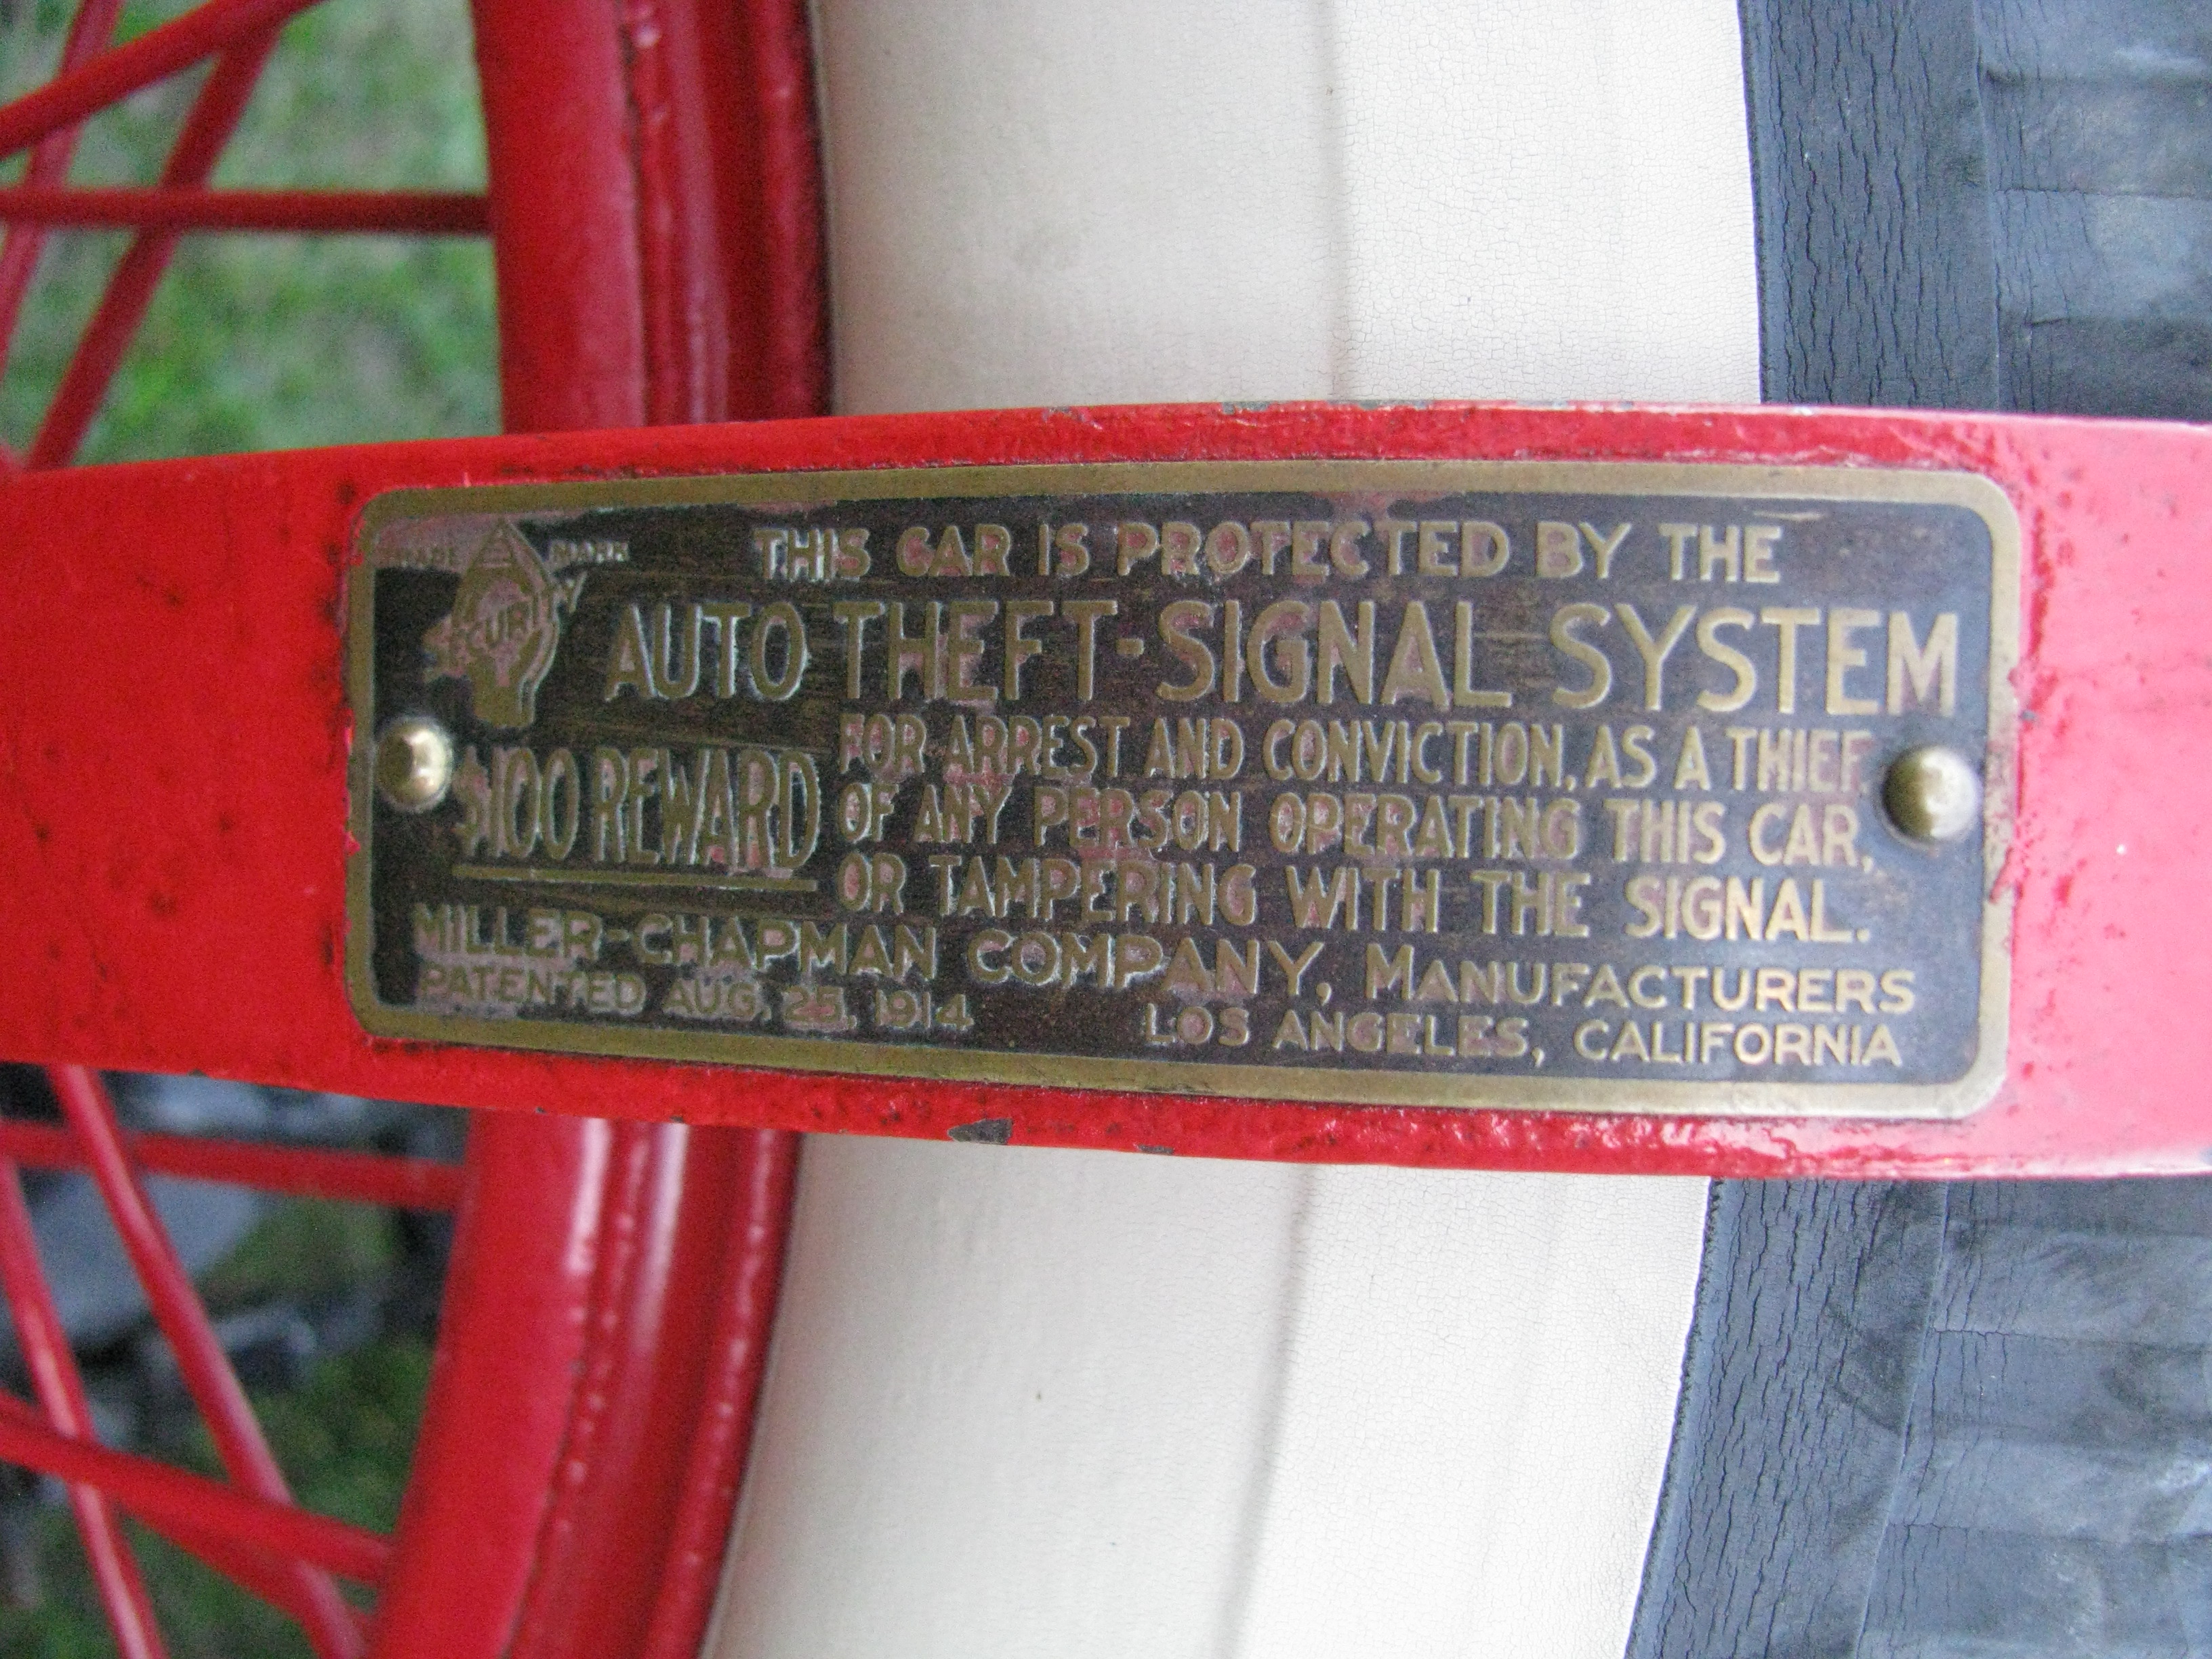 TRADE MARK
SECURITY
THIS CAR IS PROTECTED BY THE
AUTO THEFT-SIGNAL SYSTEM
$100 REWARD
FOR ARREST AND CONVICTION, AS A THIEF
OF ANY PERSON OPERATING THIS CAR,
OR TAMPERING WITH THE SIGNAL.
MILLER-CHAPMAN COMPANY, MANUFACTURERS
PATENTED AUG. 25, 1914 LOS ANGELES, CALIFORNIA